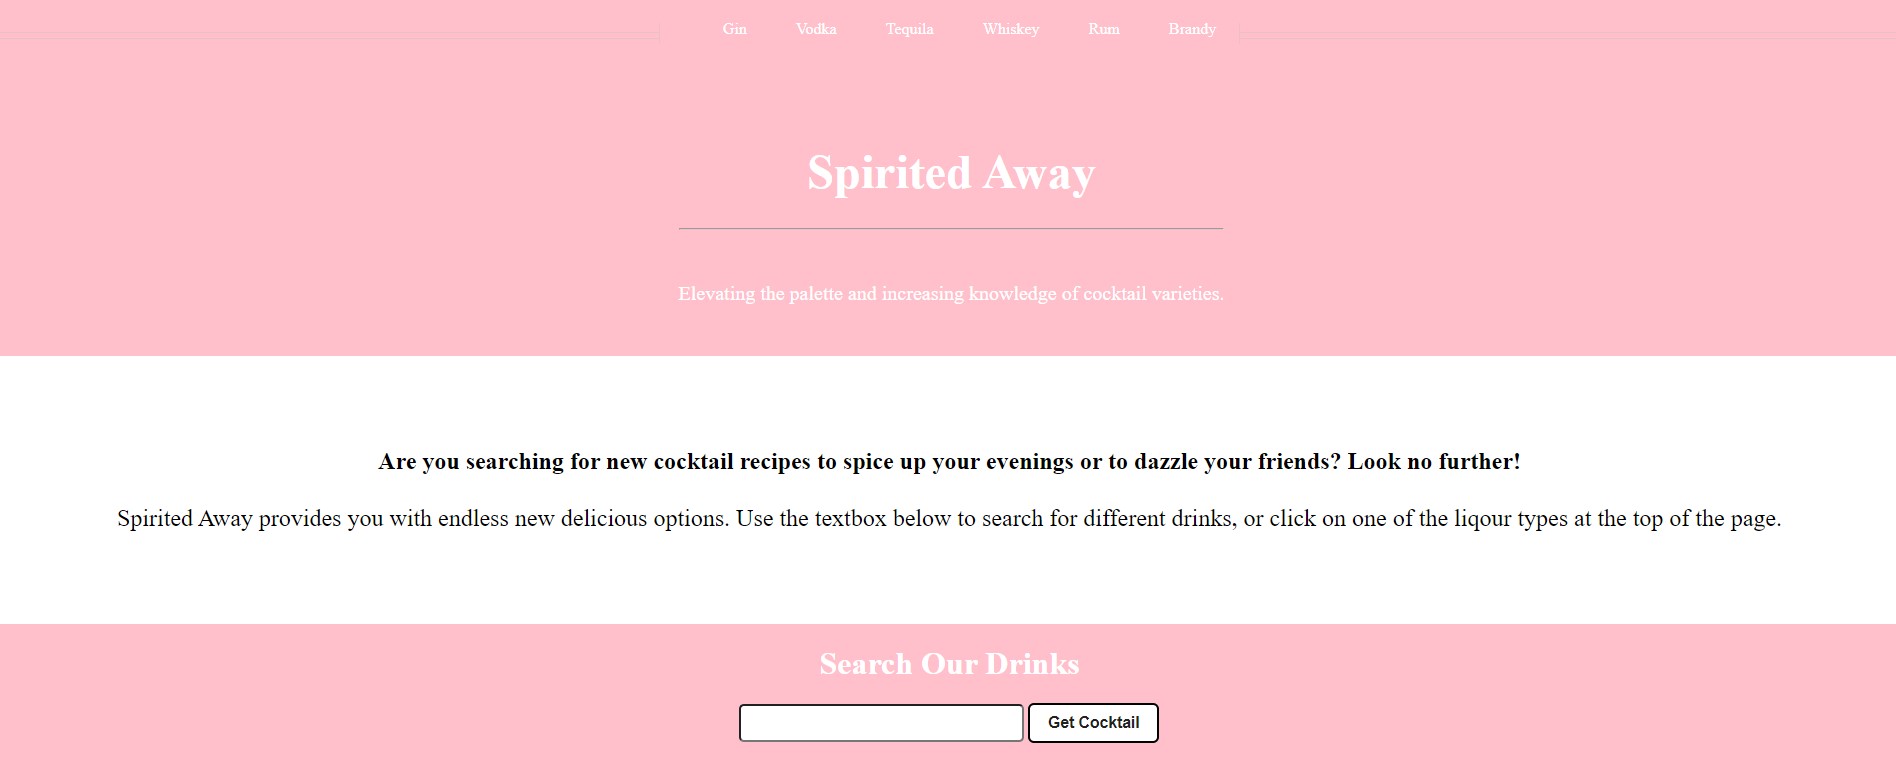 Gin Vodka Tequila Whiskey Rum Brandy
Spirited Away
Elevating the palette and increasing knowledge of cocktail varieties.
Are you searching for new cocktail recipes to spice up your evenings or to dazzle your friends? Look no further!
Spirited Away provides you with endless new delicious options. Use the textbox below to search for different drinks, or click on one of the liqour types at the top of the page.
Search Our Drinks
Get Cocktail